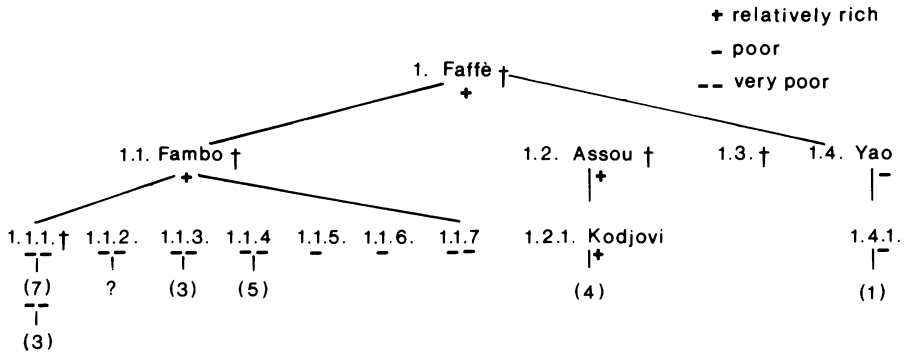 + relatively rich
- poor
-- very poor
1. Faffè †
+
1.1. Fambo † 1.2. Assou † 1.3. † 1.4. Yao
+ + -
1.1.1. † 1.1.2. 1.1.3. 1.1.4 1.1.5. 1.1.6. 1.1.7 1.2.1. Kodjovi 1.4.1.
-- -- -- -- - - -- + -
(7) ? (3) (5) (4) (1)
--
(3)